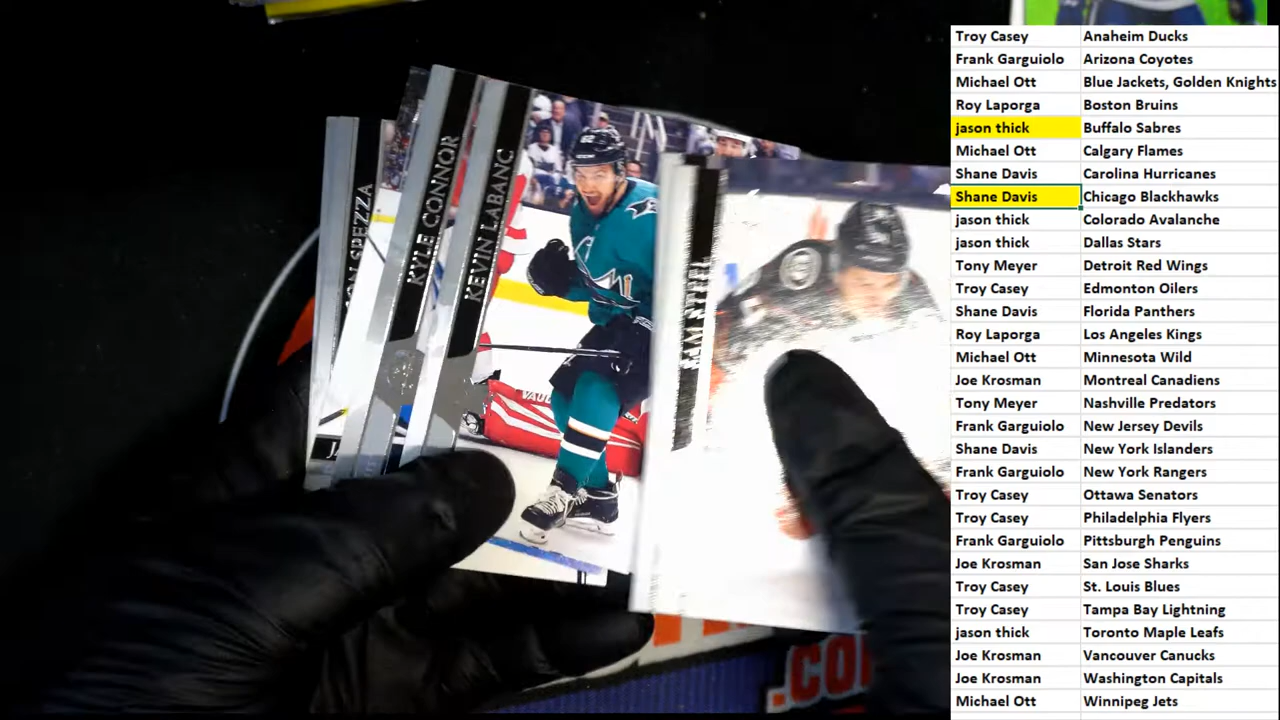 SPEZZA
KYLE CONNOR
KEVIN LABANC
SAM STEEL
.CO
Troy Casey Anaheim Ducks
Frank Garguiolo Arizona Coyotes
Michael Ott Blue Jackets, Golden Knights
Roy Laporga Boston Bruins
jason thick Buffalo Sabres
Michael Ott Calgary Flames
Shane Davis Carolina Hurricanes
Shane Davis Chicago Blackhawks
jason thick Colorado Avalanche
jason thick Dallas Stars
Tony Meyer Detroit Red Wings
Troy Casey Edmonton Oilers
Shane Davis Florida Panthers
Roy Laporga Los Angeles Kings
Michael Ott Minnesota Wild
Joe Krosman Montreal Canadiens
Tony Meyer Nashville Predators
Frank Garguiolo New Jersey Devils
Shane Davis New York Islanders
Frank Garguiolo New York Rangers
Troy Casey Ottawa Senators
Troy Casey Philadelphia Flyers
Frank Garguiolo Pittsburgh Penguins
Joe Krosman San Jose Sharks
Troy Casey St. Louis Blues
Troy Casey Tampa Bay Lightning
jason thick Toronto Maple Leafs
Joe Krosman Vancouver Canucks
Joe Krosman Washington Capitals
Michael Ott Winnipeg Jets